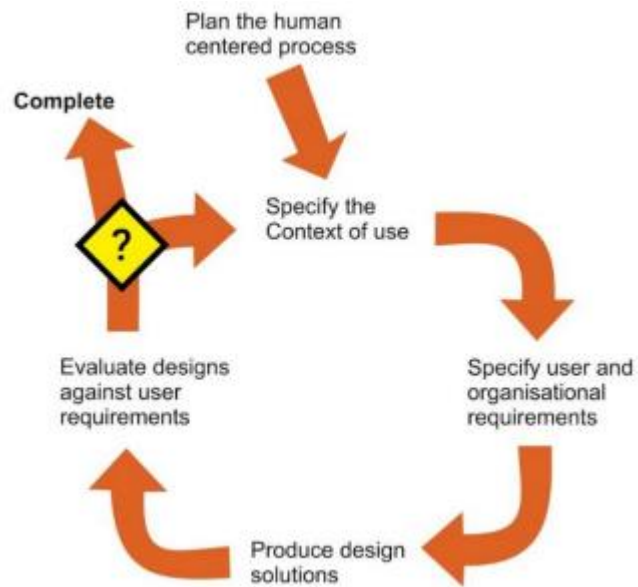 Plan the human
centered process
Complete
Specify the
Context of use
?
Evaluate designs
against user
requirements
Specify user and
organisational
requirements
Produce design
solutions